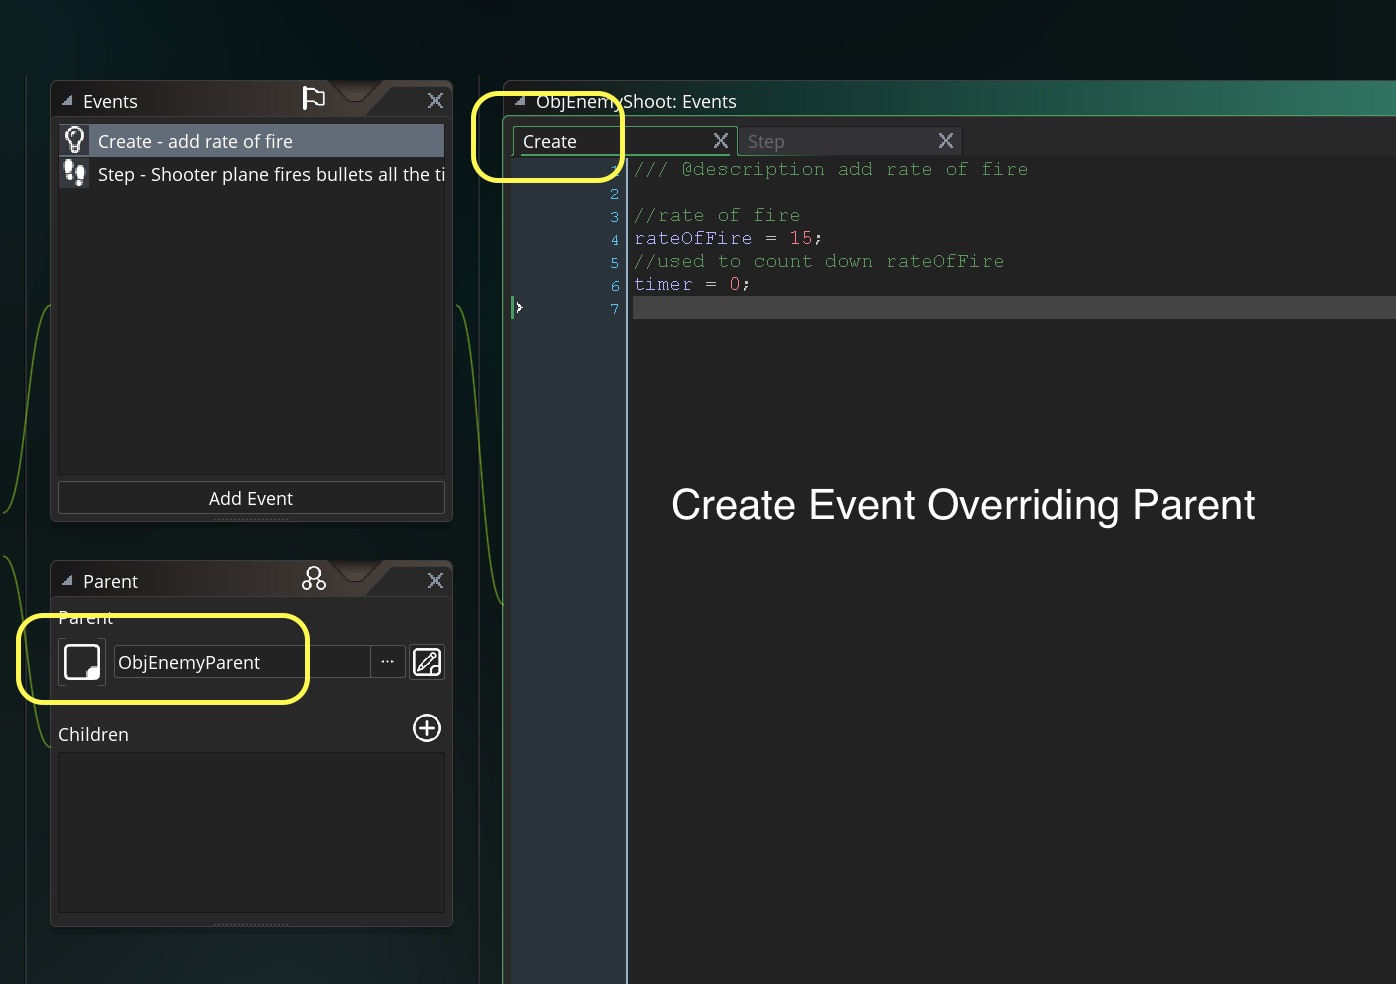 Events
Create - add rate of fire
Step - Shooter plane fires bullets all the ti
Add Event
Parent
Parent
ObjEnemyParent
...
Children
ObjEnemyShoot: Events
Create
Step
1 /// @description add rate of fire
2
3 //rate of fire
4 rateOfFire = 15;
5 //used to count down rateOfFire
6 timer = 0;
7
Create Event Overriding Parent